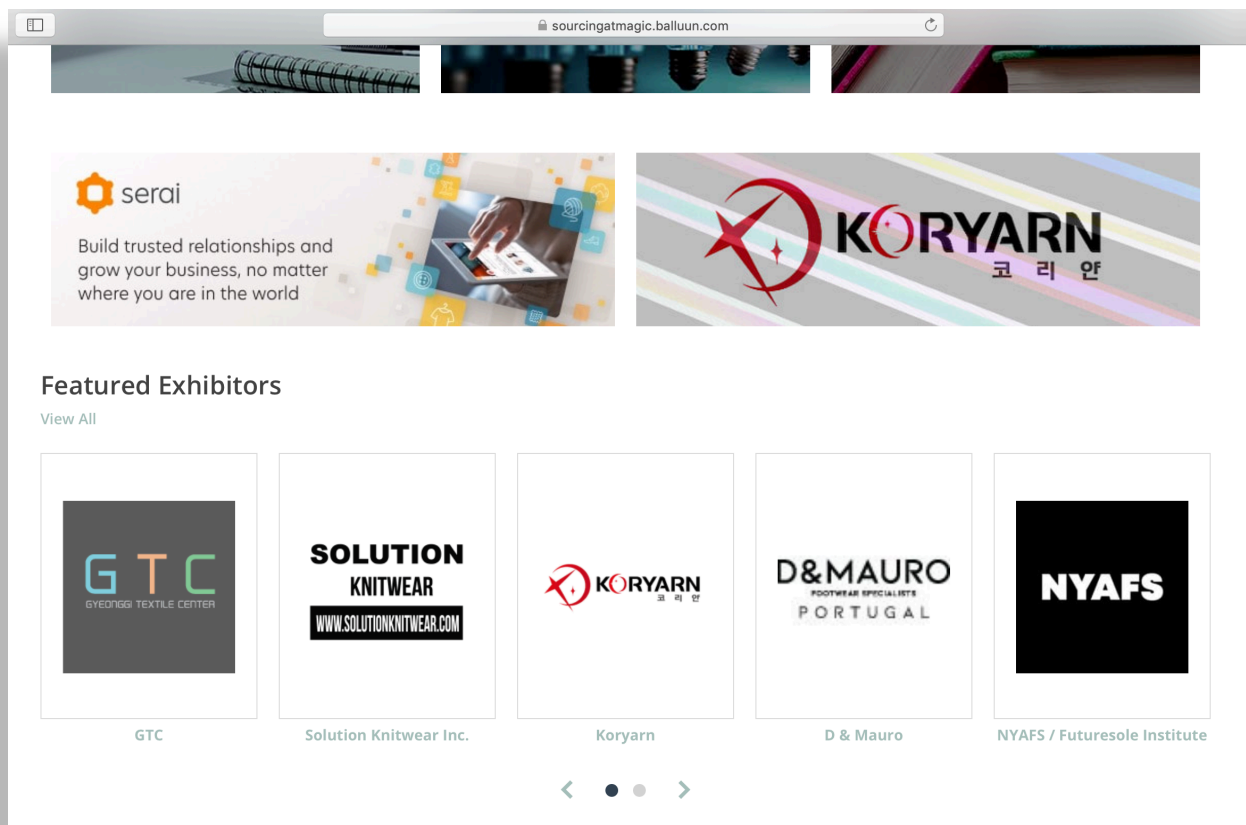 sourcingatmagic.balluun.com
serai
Build trusted relationships and
grow your business, no matter
where you are in the world
KORYARN
코리얀
Featured Exhibitors
View All
GTC
GYEONGGI TEXTILE CENTER
SOLUTION
KNITWEAR
WWW.SOLUTIONKNITWEAR.COM
KORYARN
코리얀
D&MAURO
FOOTWEAR SPECIALISTS
PORTUGAL
NYAFS
GTC
Solution Knitwear Inc.
Koryarn
D & Mauro
NYAFS / Futuresole Institute